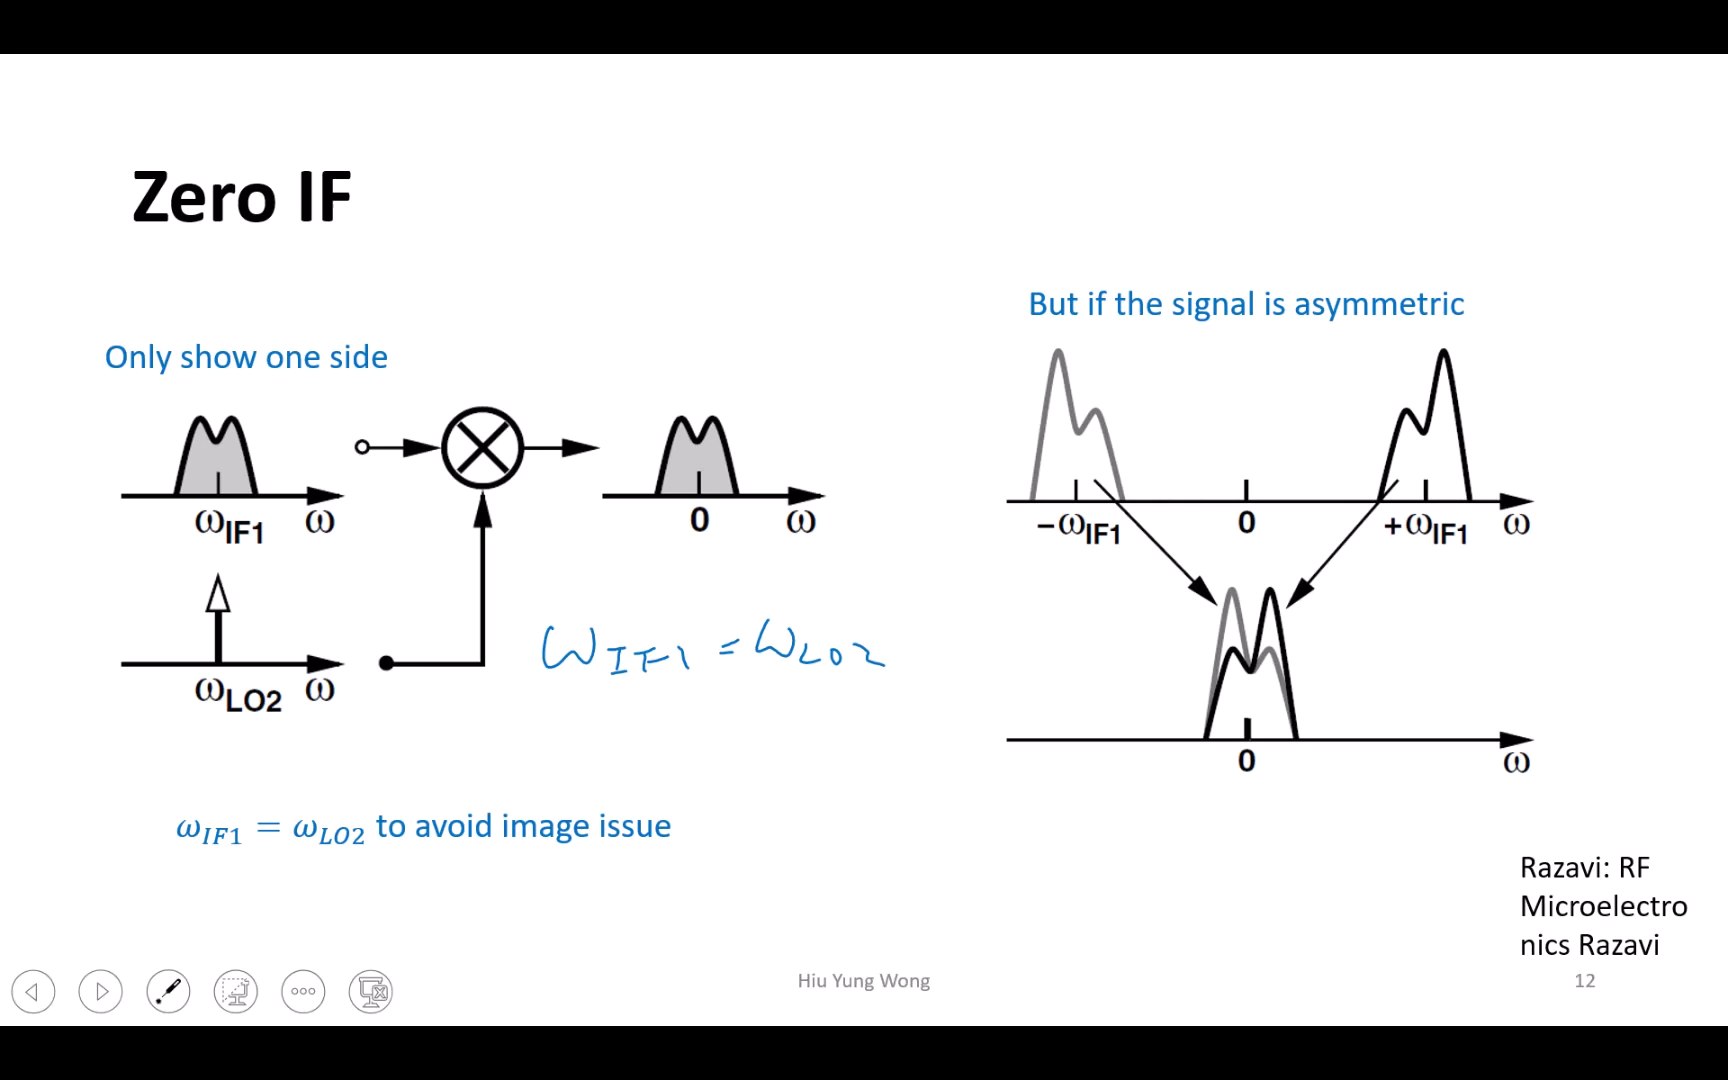 Zero IF
Only show one side
ωIF1 ω
0 ω
ωLO2 ω
ωIF1 = ωLO2
ωIF1 = ωLO2 to avoid image issue
But if the signal is asymmetric
−ωIF1 0 +ωIF1 ω
0 ω
Razavi: RF
Microelectro
nics Razavi
Hiu Yung Wong
12